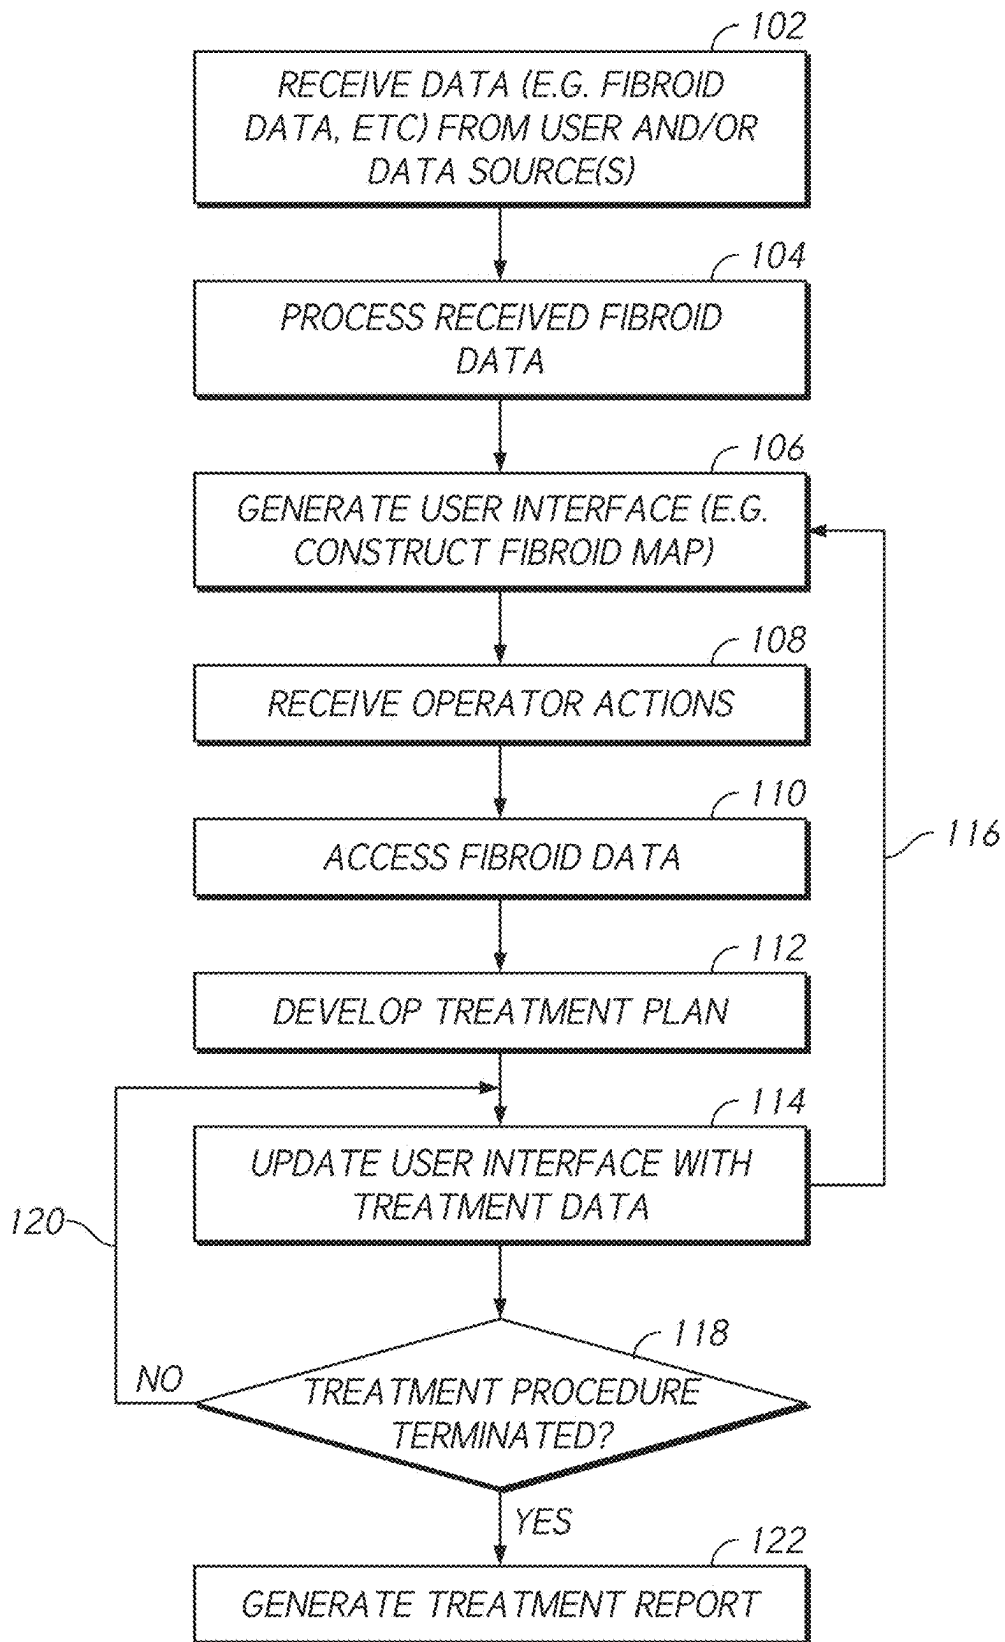 102
RECEIVE DATA (E.G. FIBROID
DATA, ETC) FROM USER AND/OR
DATA SOURCE(S)
104
PROCESS RECEIVED FIBROID
DATA
106
GENERATE USER INTERFACE (E.G.
CONSTRUCT FIBROID MAP)
108
RECEIVE OPERATOR ACTIONS
110
ACCESS FIBROID DATA
116
112
DEVELOP TREATMENT PLAN
114
UPDATE USER INTERFACE WITH
TREATMENT DATA
120
118
NO
TREATMENT PROCEDURE
TERMINATED?
YES
122
GENERATE TREATMENT REPORT